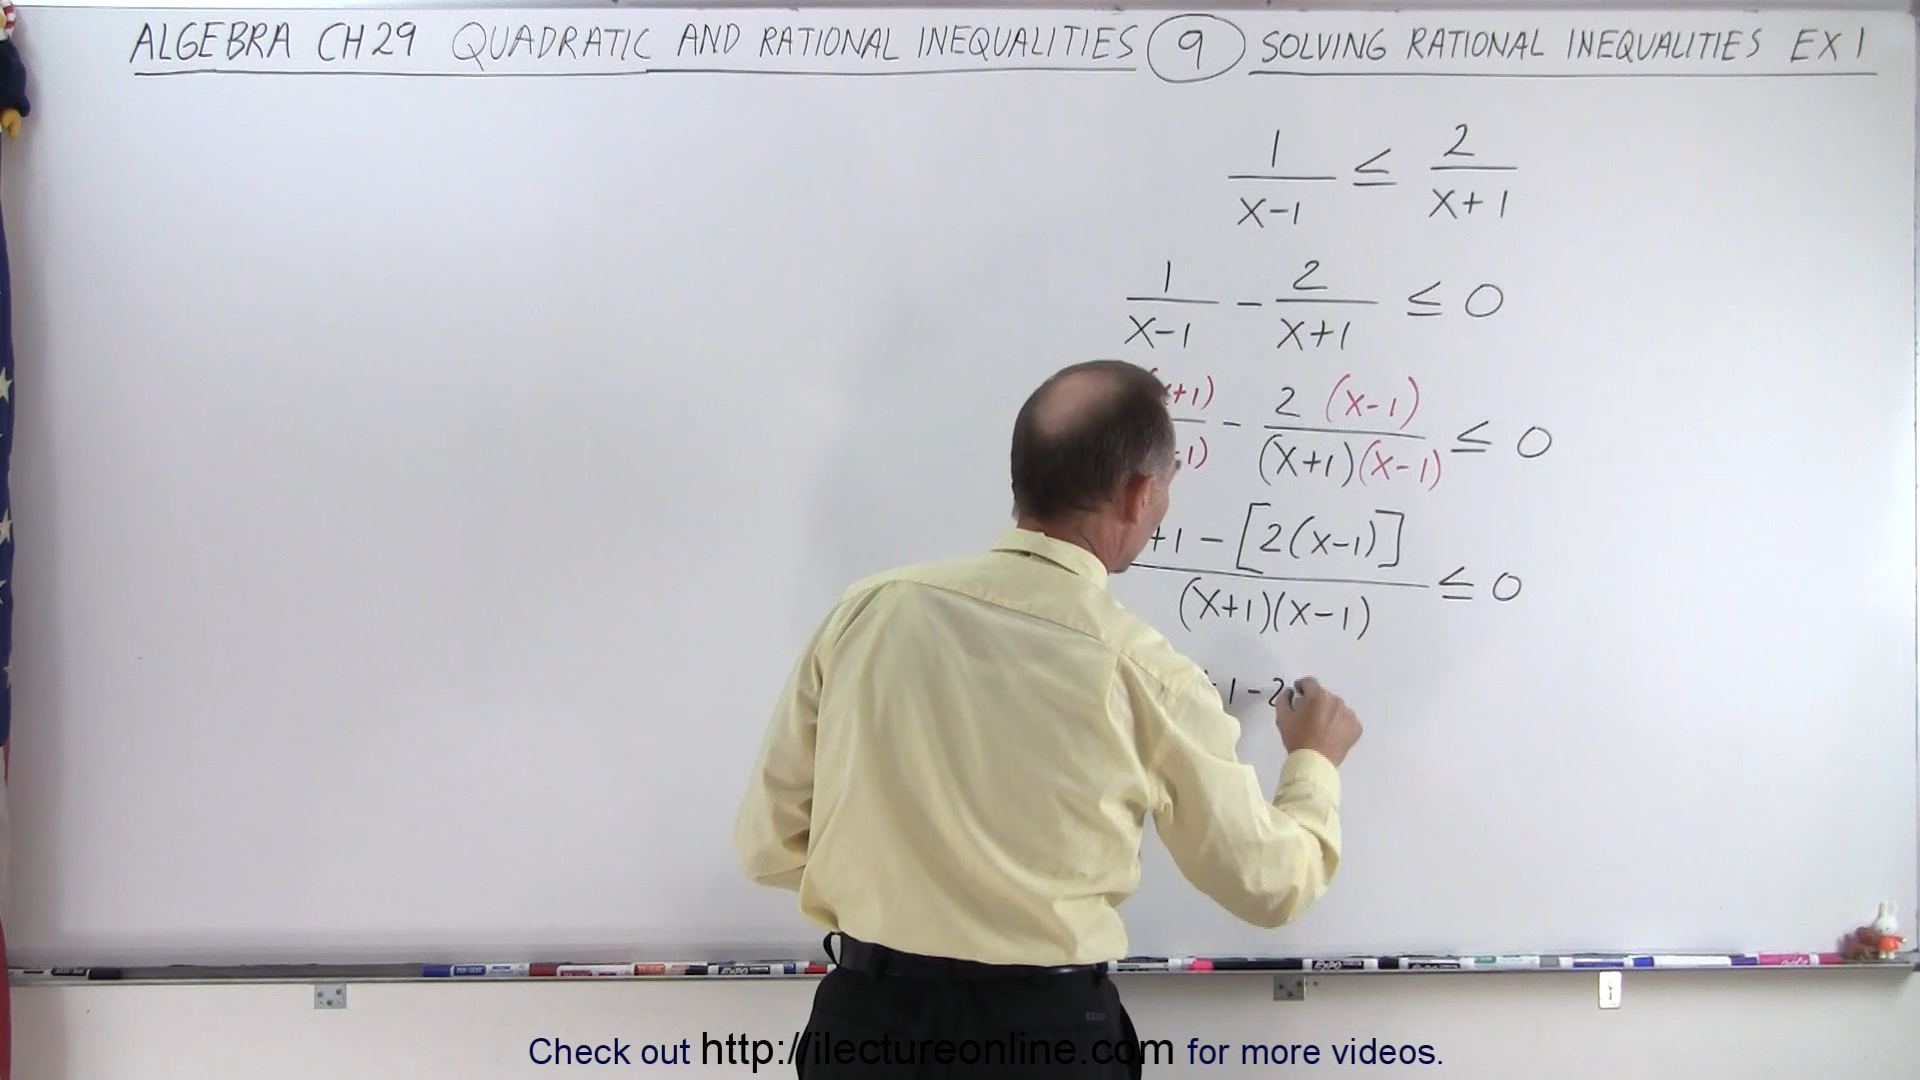 ALGEBRA CH29 QUADRATIC AND RATIONAL INEQUALITIES 9 SOLVING RATIONAL INEQUALITIES EX 1
1/(X-1) ≤ 2/(X+1)
1/(X-1) - 2/(X+1) ≤ 0
+1) - 2(X-1) / (X+1)(X-1) ≤ 0
+1 - [2(X-1)] / (X+1)(X-1) ≤ 0
1-2
Check out http://ilectureonline.com for more videos.